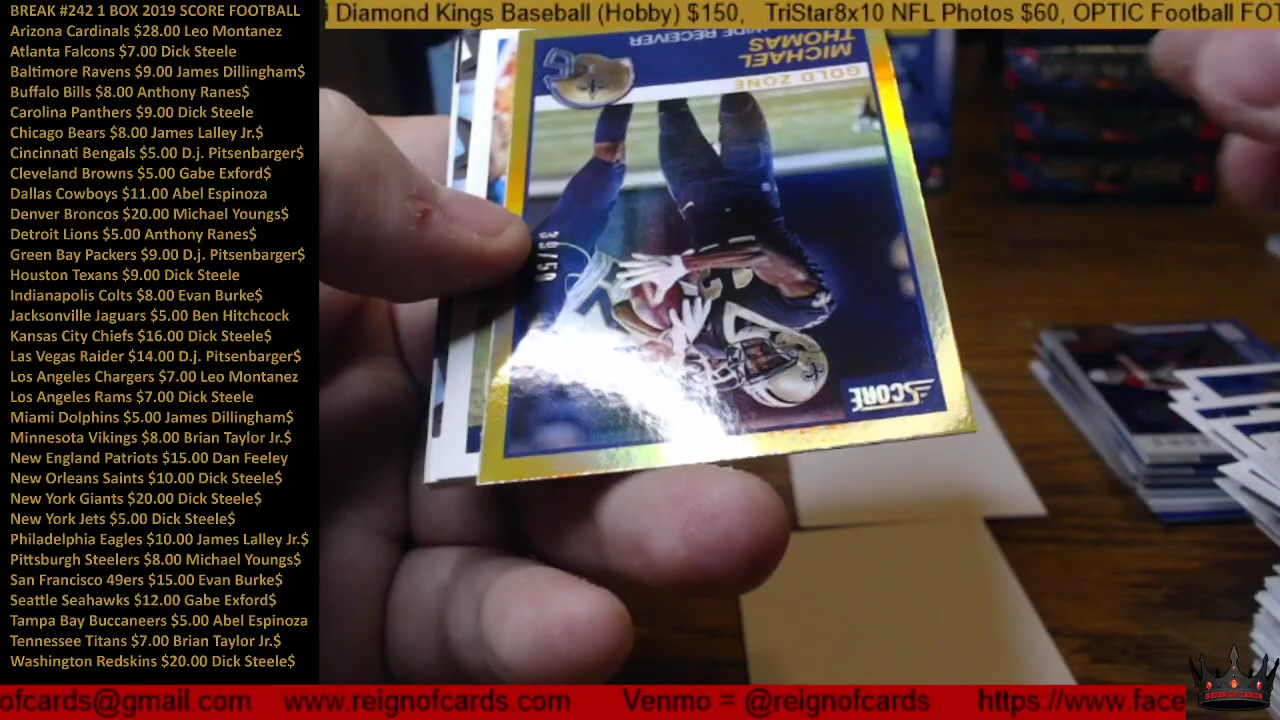 BREAK #242 1 BOX 2019 SCORE FOOTBALL
Arizona Cardinals $28.00 Leo Montanez
Atlanta Falcons $7.00 Dick Steele
Baltimore Ravens $9.00 James Dillingham$
Buffalo Bills $8.00 Anthony Ranes$
Carolina Panthers $9.00 Dick Steele
Chicago Bears $8.00 James Lalley Jr.$
Cincinnati Bengals $5.00 D.j. Pitsenbarger$
Cleveland Browns $5.00 Gabe Exford$
Dallas Cowboys $11.00 Abel Espinoza
Denver Broncos $20.00 Michael Youngs$
Detroit Lions $5.00 Anthony Ranes$
Green Bay Packers $9.00 D.j. Pitsenbarger$
Houston Texans $9.00 Dick Steele
Indianapolis Colts $8.00 Evan Burke$
Jacksonville Jaguars $5.00 Ben Hitchcock
Kansas City Chiefs $16.00 Dick Steele$
Las Vegas Raider $14.00 D.j. Pitsenbarger$
Los Angeles Chargers $7.00 Leo Montanez
Los Angeles Rams $7.00 Dick Steele
Miami Dolphins $5.00 James Dillingham$
Minnesota Vikings $8.00 Brian Taylor Jr.$
New England Patriots $15.00 Dan Feeley
New Orleans Saints $10.00 Dick Steele$
New York Giants $20.00 Dick Steele$
New York Jets $5.00 Dick Steele$
Philadelphia Eagles $10.00 James Lalley Jr.$
Pittsburgh Steelers $8.00 Michael Youngs$
San Francisco 49ers $15.00 Evan Burke$
Seattle Seahawks $12.00 Gabe Exford$
Tampa Bay Buccaneers $5.00 Abel Espinoza
Tennessee Titans $7.00 Brian Taylor Jr.$
Washington Redskins $20.00 Dick Steele$
i Diamond Kings Baseball (Hobby) $150, TriStar8x10 NFL Photos $60, OPTIC Football FOT
WIDE RECEIVER
MICHAEL
THOMAS
GOLD ZONE
SCORE
REIGN OF CARDS
ofcards@gmail.com www.reignofcards.com Venmo = @reignofcards https://www.face